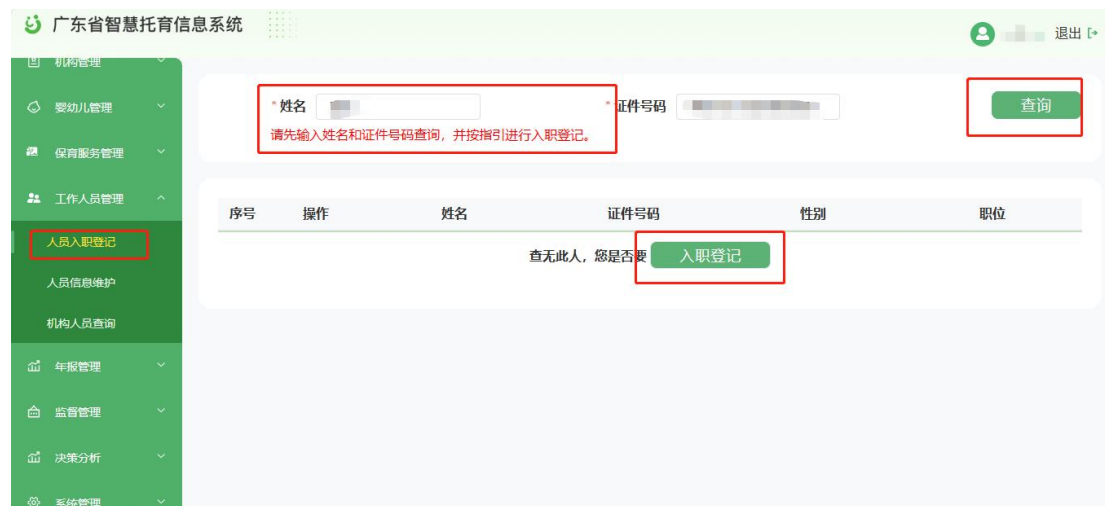 广东省智慧托育信息系统
退出
机构管理
婴幼儿管理
保育服务管理
工作人员管理
人员入职登记
人员信息维护
机构人员查询
年报管理
监督管理
决策分析
系统管理
*姓名
*证件号码
查询
请先输入姓名和证件号码查询，并按指引进行入职登记。
序号 操作 姓名 证件号码 性别 职位
查无此人，您是否要 入职登记